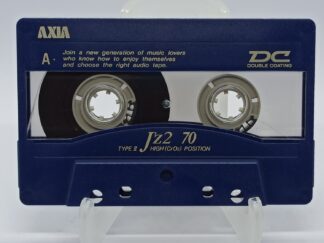 AXIA
A-
Join a new generation of music lovers
who know how to enjoy themselves
and choose the right audio tape.
DC
DOUBLE COATING
J'z2 70
TYPE II HIGH(CrO₂) POSITION